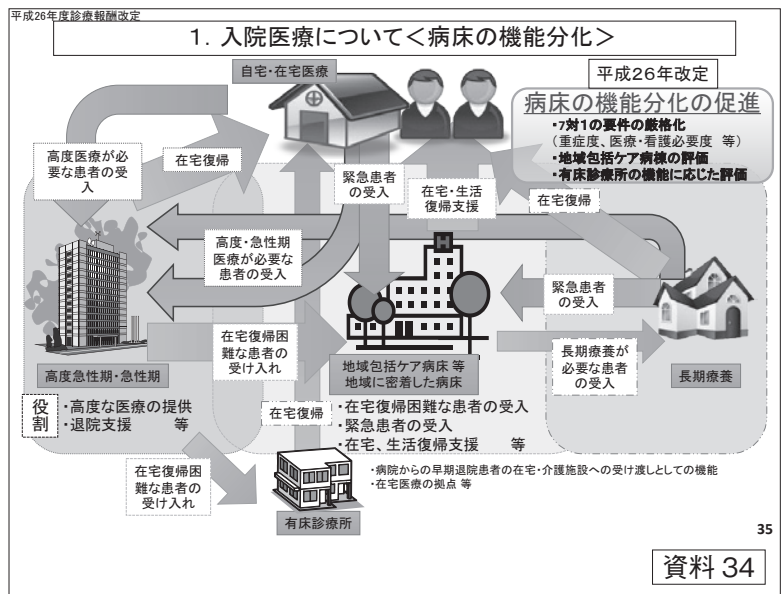 平成26年度診療報酬改定
1. 入院医療について＜病床の機能分化＞
自宅・在宅医療
平成26年改定
病床の機能分化の促進
・7対1の要件の厳格化
（重症度、医療・看護必要度 等）
・地域包括ケア病棟の評価
・有床診療所の機能に応じた評価
高度医療が必
要な患者の受
入
在宅復帰
緊急患者
の受入
在宅・生活
復帰支援
在宅復帰
高度・急性期
医療が必要な
患者の受入
緊急患者
の受入
在宅復帰困
難な患者の
受け入れ
長期療養が
必要な患者
の受入
高度急性期・急性期
地域包括ケア病床 等
地域に密着した病床
長期療養
役割
・高度な医療の提供
・退院支援 等
在宅復帰
・在宅復帰困難な患者の受入
・緊急患者の受入
・在宅、生活復帰支援 等
在宅復帰困
難な患者の
受け入れ
・病院からの早期退院患者の在宅・介護施設への受け渡しとしての機能
・在宅医療の拠点 等
有床診療所
H
35
資料 34